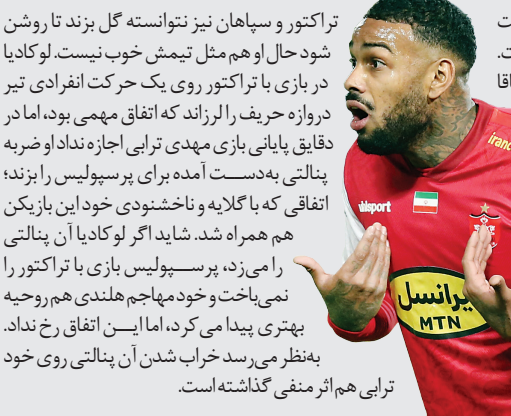 تراکتور و سپاهان نیز نتوانسته گل بزند تا روشن
شود حال او هم مثل تیمش خوب نیست. لوکادیا
در بازی با تراکتور روی یک حرکت انفرادی تیر
دروازه حریف را لرزاند که اتفاق مهمی بود، اما در
دقایق پایانی بازی مهدی ترابی اجازه نداد او ضربه
پنالتی به‌دست آمده برای پرسپولیس را بزند؛
اتفاقی که با گلایه و ناخشنودی خود این بازیکن
هم همراه شد. شاید اگر لوکادیا آن پنالتی
را می‌زد، پرسپولیس بازی با تراکتور را
نمی‌باخت و خود مهاجم هلندی هم روحیه
بهتری پیدا می‌کرد، اما این اتفاق رخ نداد.
به‌نظر می‌رسد خراب شدن آن پنالتی روی خود
ترابی هم اثر منفی گذاشته است.
uhlsport
ایرانسل
MTN